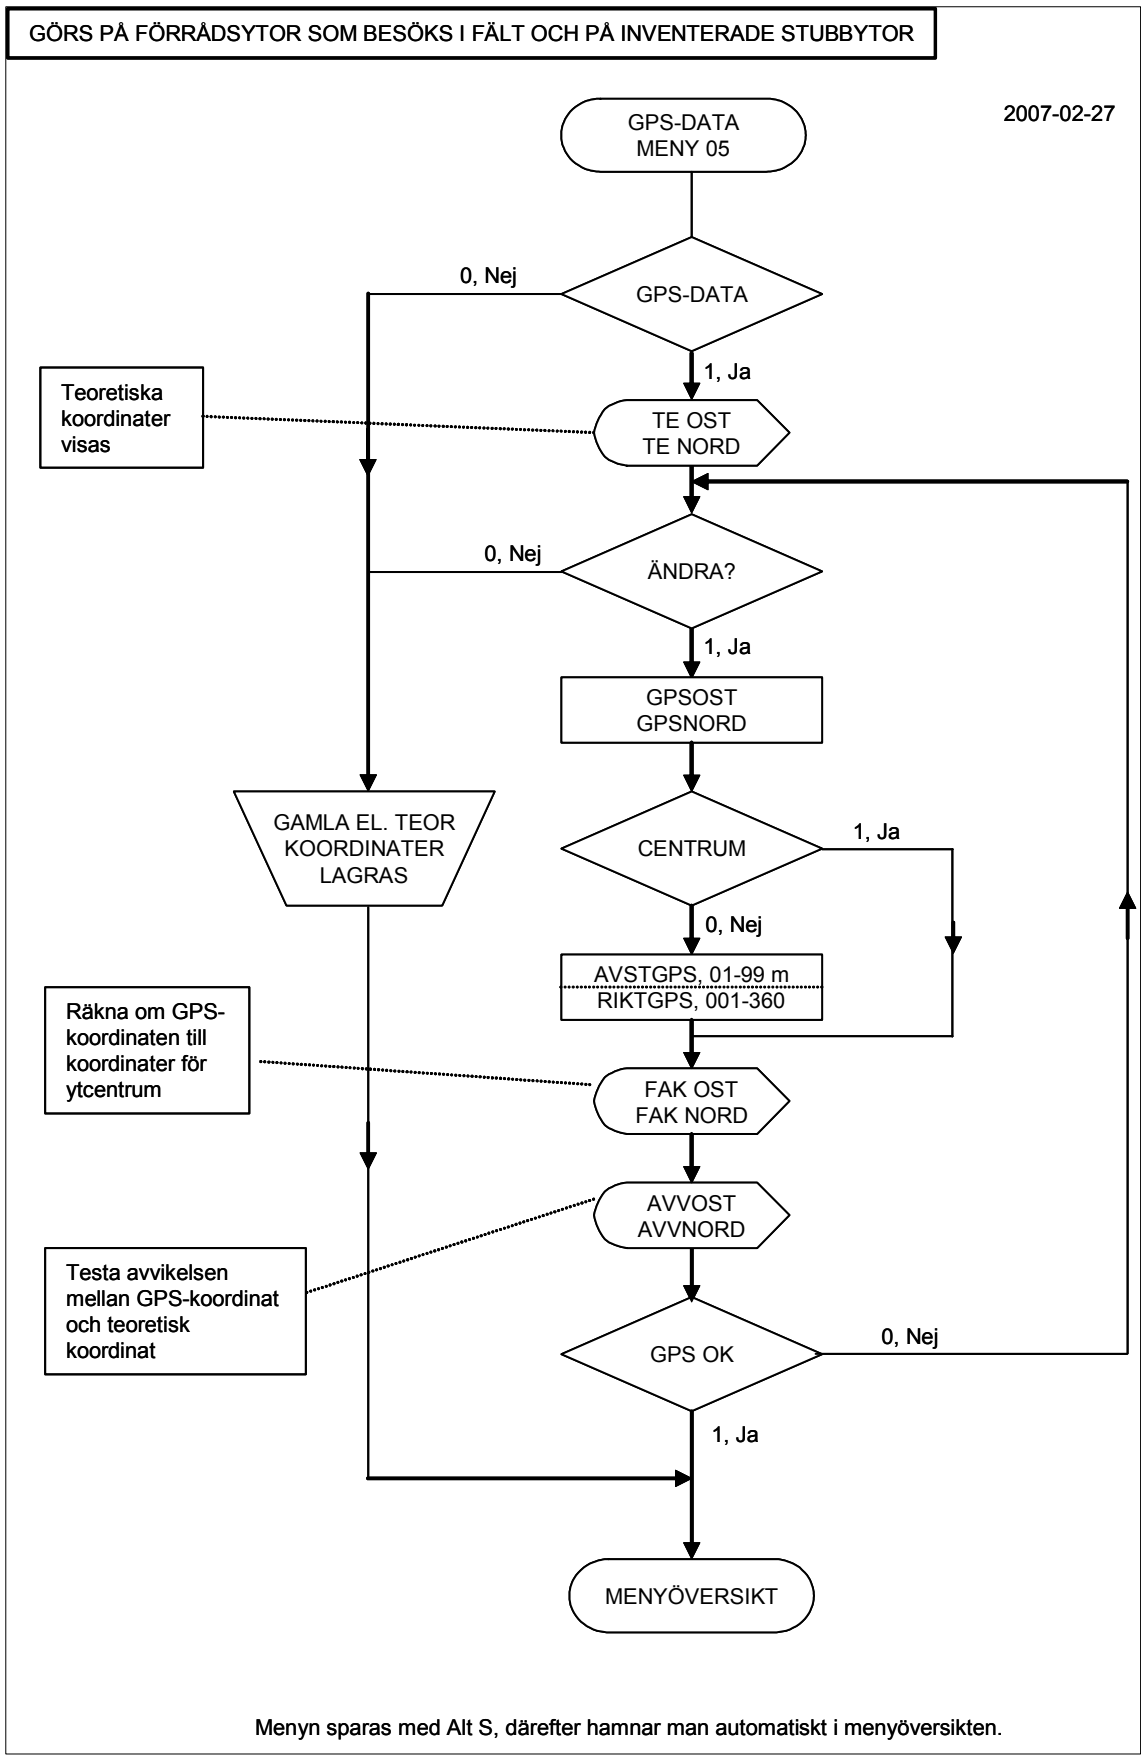 GÖRS PÅ FÖRRÅDSYTOR SOM BESÖKS I FÄLT OCH PÅ INVENTERADE STUBBYTOR
2007-02-27
GPS-DATA
MENY 05
0, Nej
GPS-DATA
1, Ja
Teoretiska
koordinater
visas
TE OST
TE NORD
0, Nej
ÄNDRA?
1, Ja
GPSOST
GPSNORD
GAMLA EL. TEOR
KOORDINATER
LAGRAS
CENTRUM
1, Ja
0, Nej
AVSTGPS, 01-99 m
RIKTGPS, 001-360
Räkna om GPS-
koordinaten till
koordinater för
ytcentrum
FAK OST
FAK NORD
AVVOST
AVVNORD
Testa avvikelsen
mellan GPS-koordinat
och teoretisk
koordinat
GPS OK
0, Nej
1, Ja
MENYÖVERSIKT
Menyn sparas med Alt S, därefter hamnar man automatiskt i menyöversikten.